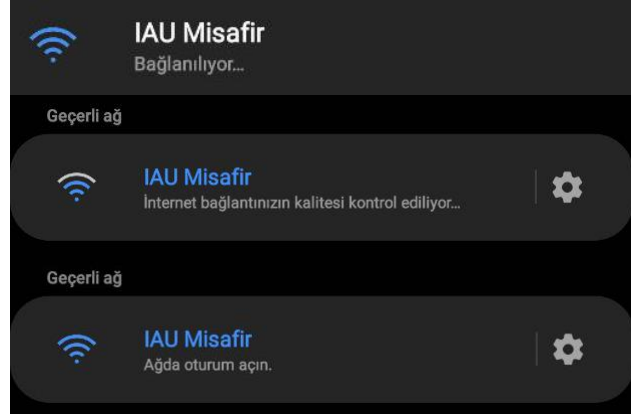 IAU Misafir
Bağlanılıyor...
Geçerli ağ
IAU Misafir
İnternet bağlantınızın kalitesi kontrol ediliyor...
Geçerli ağ
IAU Misafir
Ağda oturum açın.